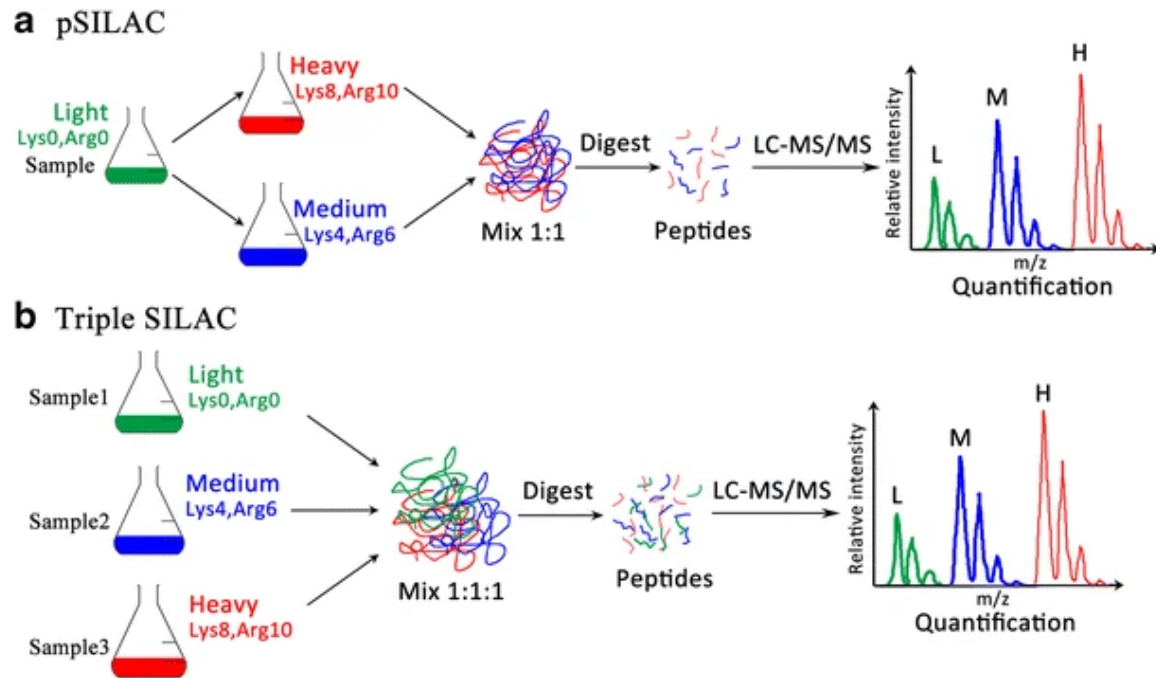 a pSILAC
Light
Lys0,Arg0
Sample
Heavy
Lys8,Arg10
Medium
Lys4,Arg6
Mix 1:1
Digest
Peptides
LC-MS/MS
Relative intensity
L
M
H
m/z
Quantification
b Triple SILAC
Sample1
Light
Lys0,Arg0
Sample2
Medium
Lys4,Arg6
Sample3
Heavy
Lys8,Arg10
Mix 1:1:1
Digest
Peptides
LC-MS/MS
Relative intensity
L
M
H
m/z
Quantification